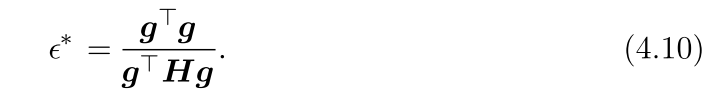 ϵ* = g⊤g / g⊤Hg. (4.10)